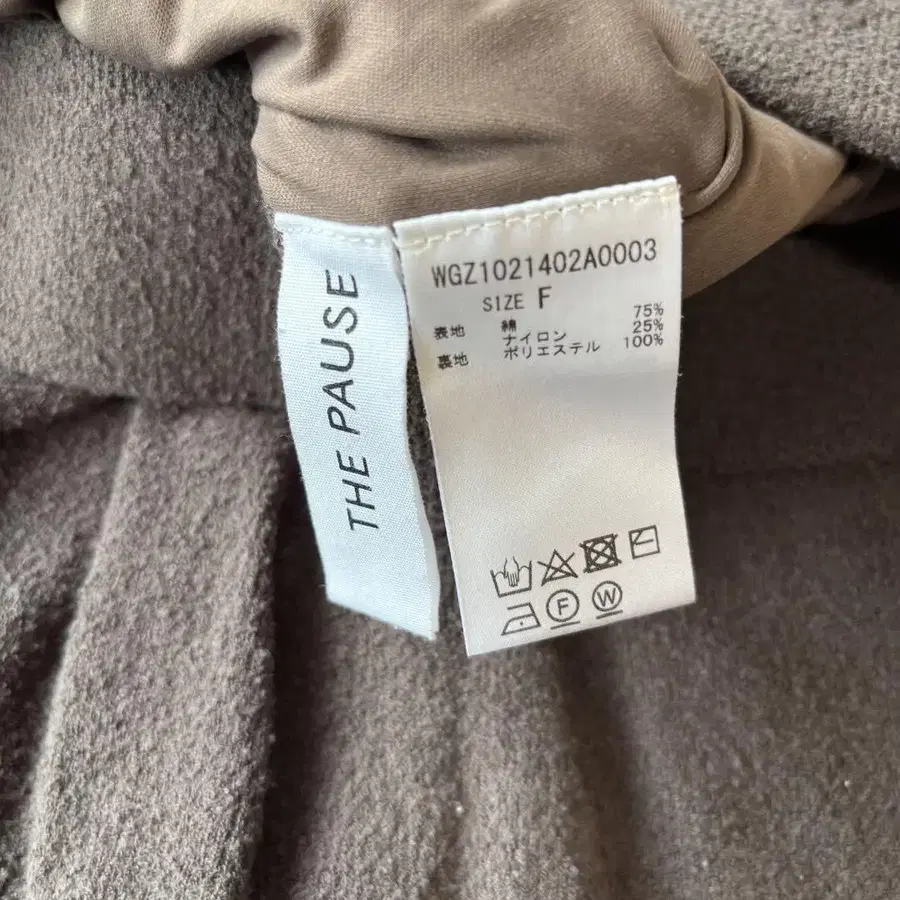 THE PAUSE
WGZ1021402A0003
SIZE F
表地 綿 75%
ナイロン 25%
裏地 ポリエステル 100%
F W